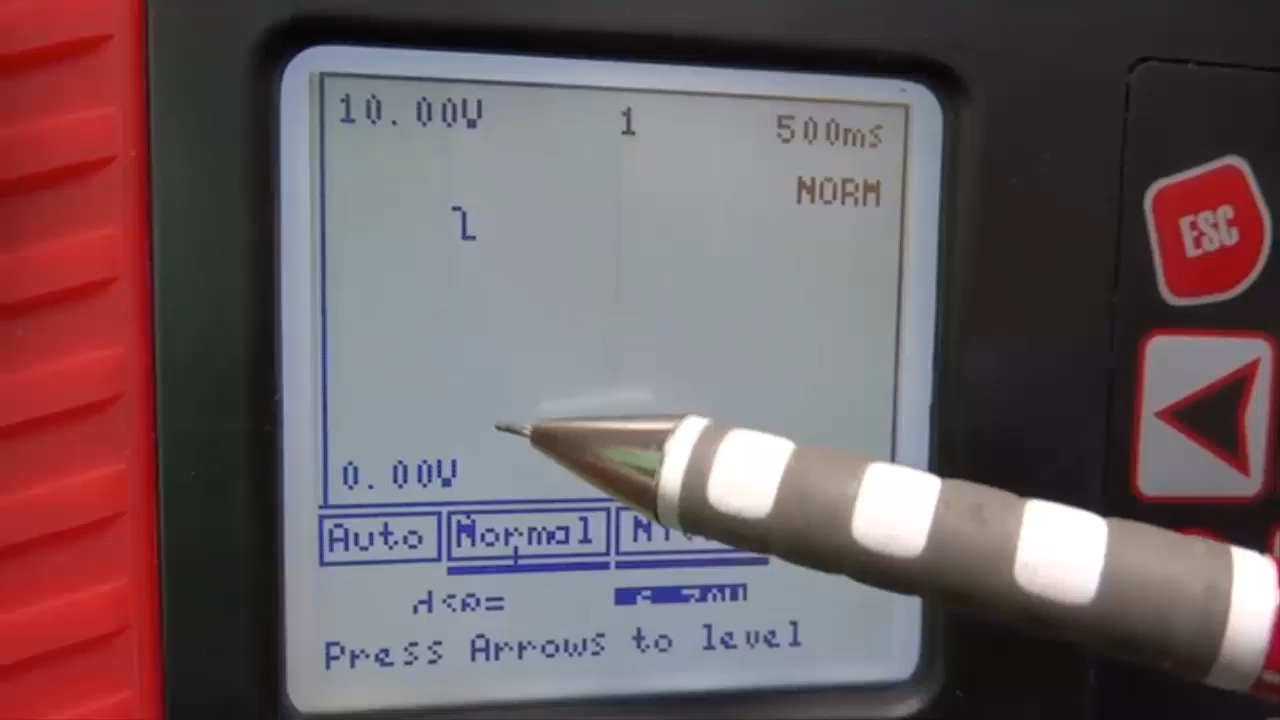 10.00V 1 500ms
NORM
ESC
0.00V
Auto Normal
Press Arrows to level